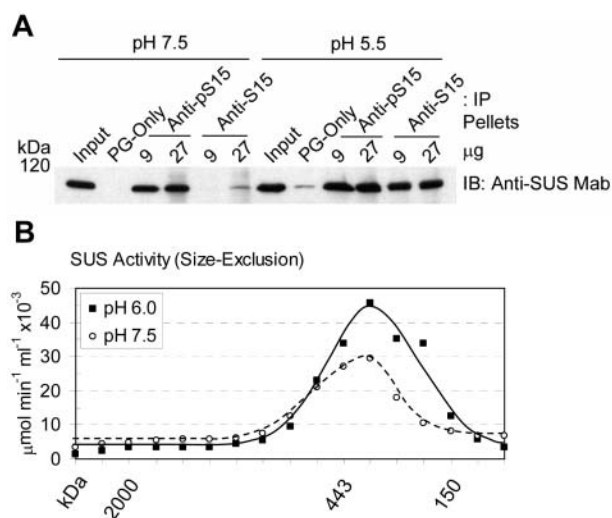 A
pH 7.5 pH 5.5
Input PG-Only Anti-pS15 Anti-S15 Input PG-Only Anti-pS15 Anti-S15 : IP Pellets
kDa 9 27 9 27 9 27 9 27 µg
120 IB: Anti-SUS Mab
B
SUS Activity (Size-Exclusion)
µmol min⁻¹ ml⁻¹ x10⁻³
50
40
30
20
10
0
pH 6.0
pH 7.5
kDa 2000 443 150